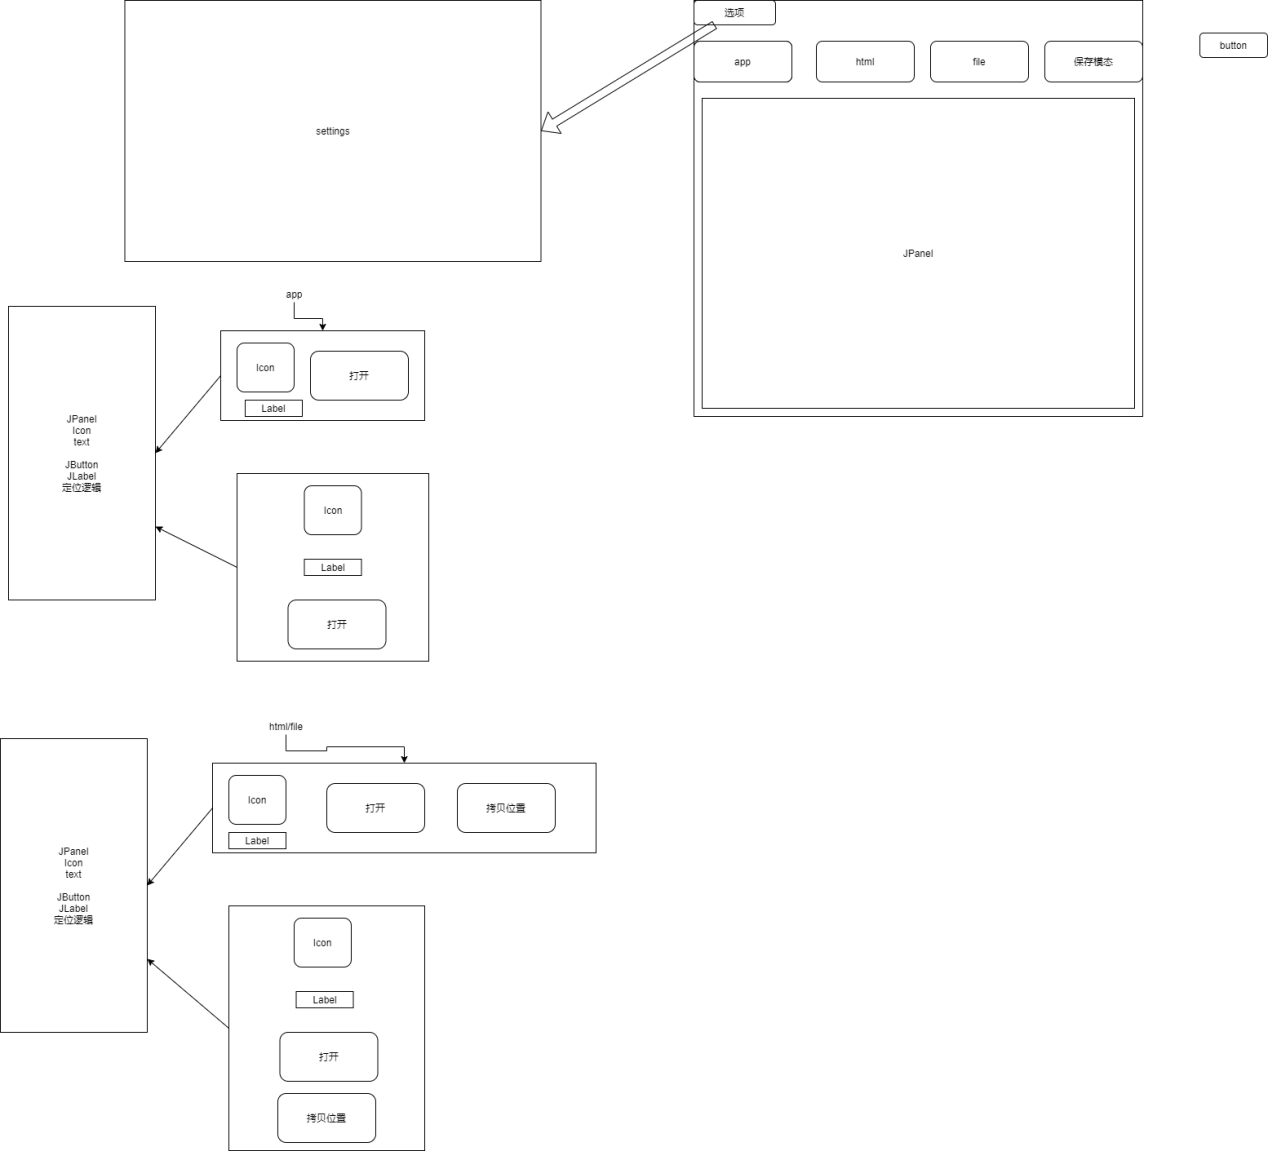 选项
button
app
html
file
保存模态
settings
JPanel
app
Icon
打开
Label
JPanel
Icon
text
JButton
JLabel
定位逻辑
Icon
Label
打开
html/file
Icon
打开
拷贝位置
Label
JPanel
Icon
text
JButton
JLabel
定位逻辑
Icon
Label
打开
拷贝位置